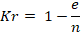 Kr = 1 - e/n